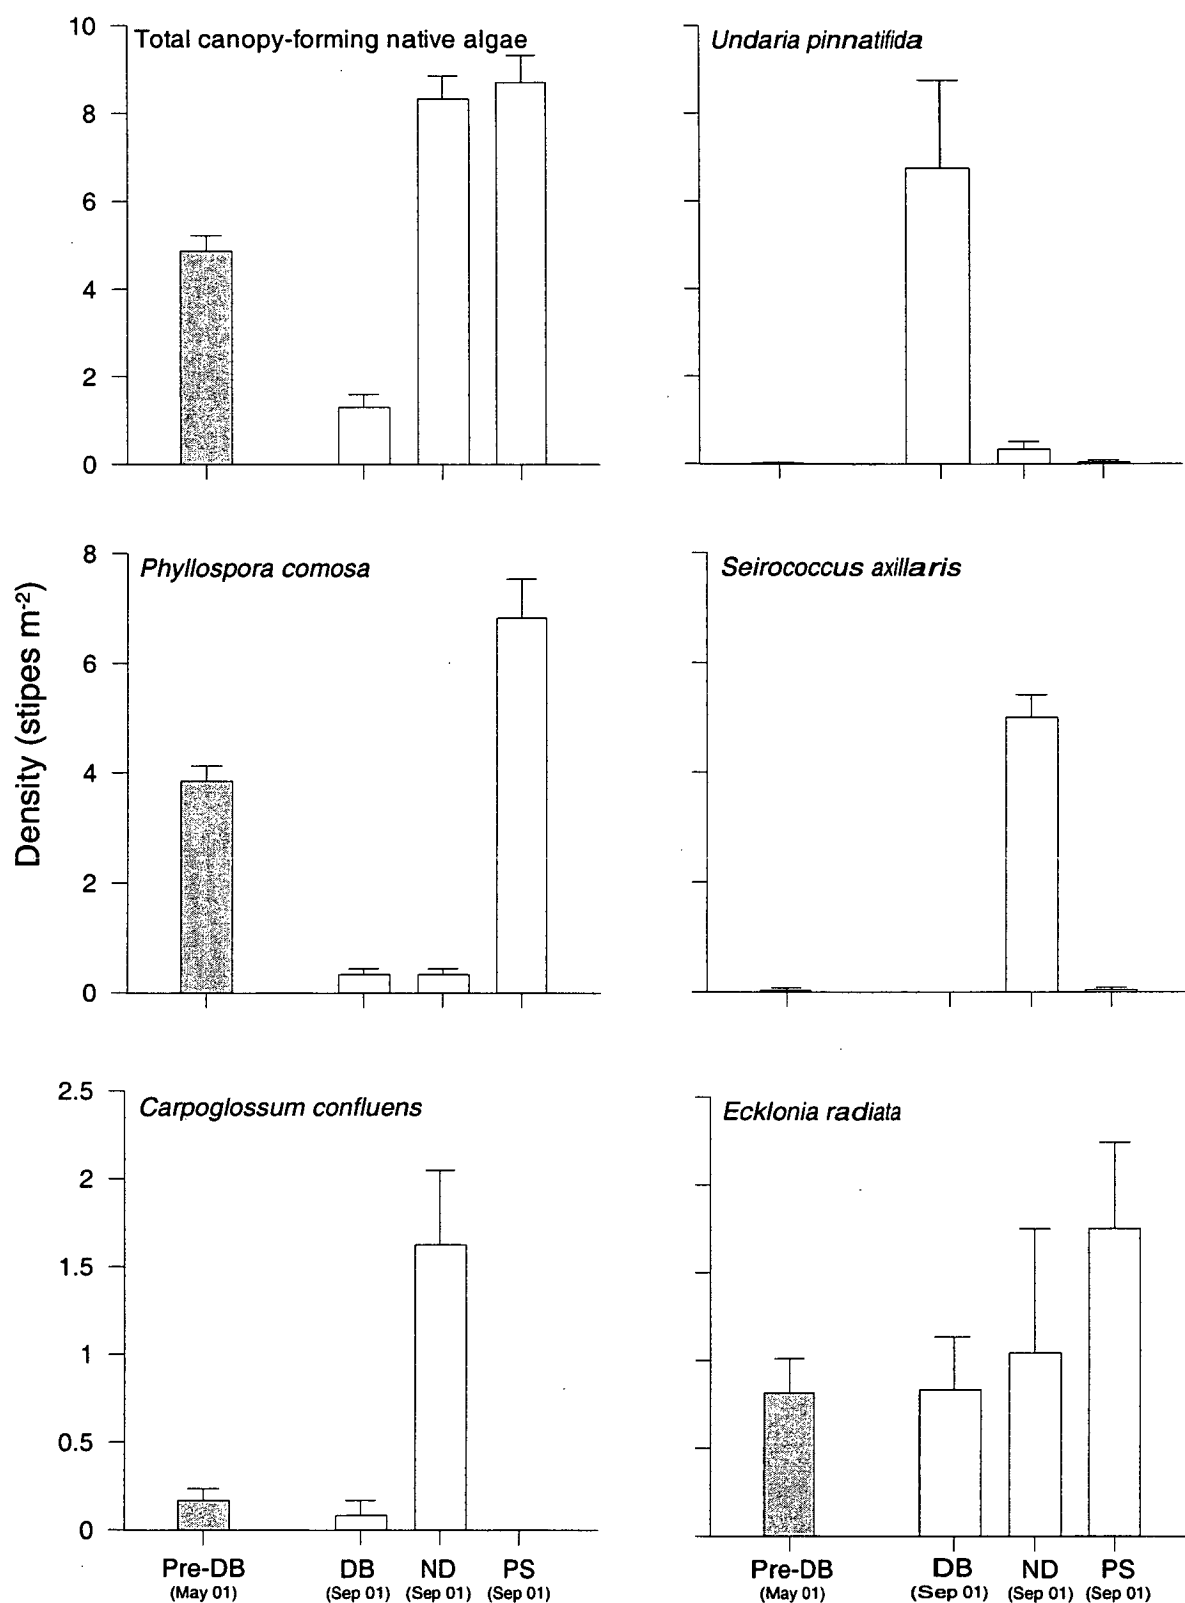 Total canopy-forming native algae
10
8
6
4
2
0
Undaria pinnatifida
Density (stipes m-2)
Phyllospora comosa
8
6
4
2
0
Seirococcus axillaris
Carpoglossum confluens
2.5
2
1.5
1
0.5
0
Pre-DB DB ND PS
(May 01) (Sep 01) (Sep 01) (Sep 01)
Ecklonia radiata
Pre-DB DB ND PS
(May 01) (Sep 01) (Sep 01) (Sep 01)